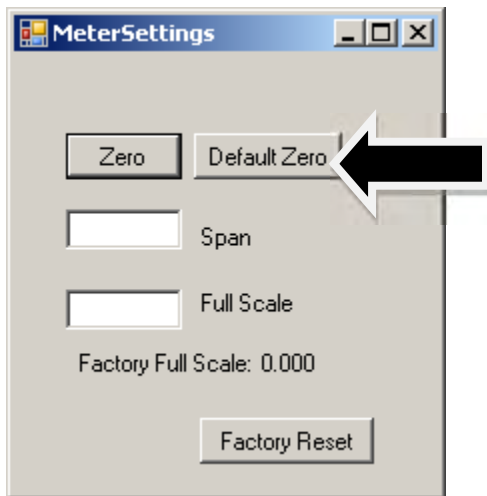 MeterSettings
Zero Default Zero
Span
Full Scale
Factory Full Scale: 0.000
Factory Reset